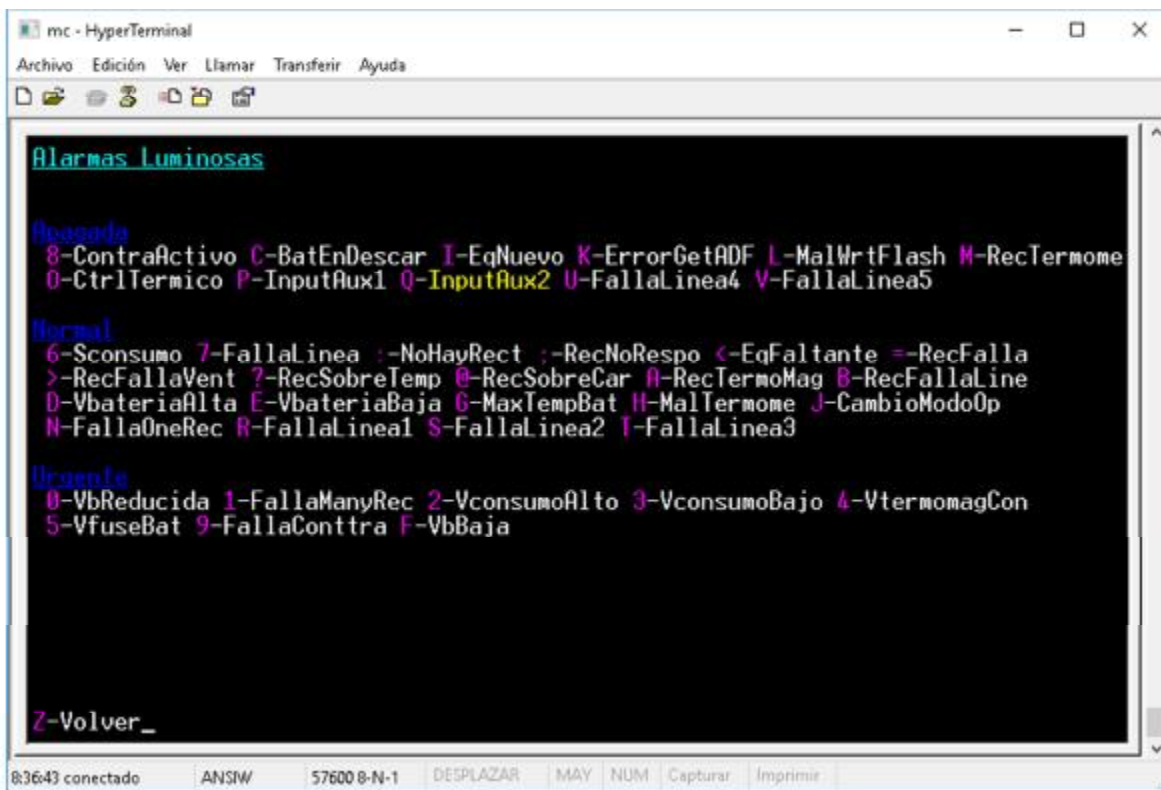 mc - HyperTerminal
Archivo Edición Ver Llamar Transferir Ayuda
Alarmas Luminosas
Apagada
8-ContraActivo C-BatEnDescar I-EqNuevo K-ErrorGetADF L-MalWrtFlash M-RecTermome
O-CtrlTermico P-InputAux1 Q-InputAux2 U-FallaLinea4 V-FallaLinea5
Normal
6-Sconsumo 7-FallaLinea :-NoHayRect ;-RecNoRespo <-EqFaltante =-RecFalla
>-RecFallaVent ?-RecSobreTemp @-RecSobreCar A-RecTermoMag B-RecFallaLine
D-VbateriaAlta E-VbateriaBaja G-MaxTempBat H-MalTermome J-CambioModoOp
N-FallaOneRec R-FallaLinea1 S-FallaLinea2 T-FallaLinea3
Urgente
0-VbReducida 1-FallaManyRec 2-VconsumoAlto 3-VconsumoBajo 4-VtermomagCon
5-VfuseBat 9-FallaConttra F-VbBaja
Z-Volver_
8:36:43 conectado ANSIW 57600 8-N-1 DESPLAZAR MAY NUM Capturar Imprimir